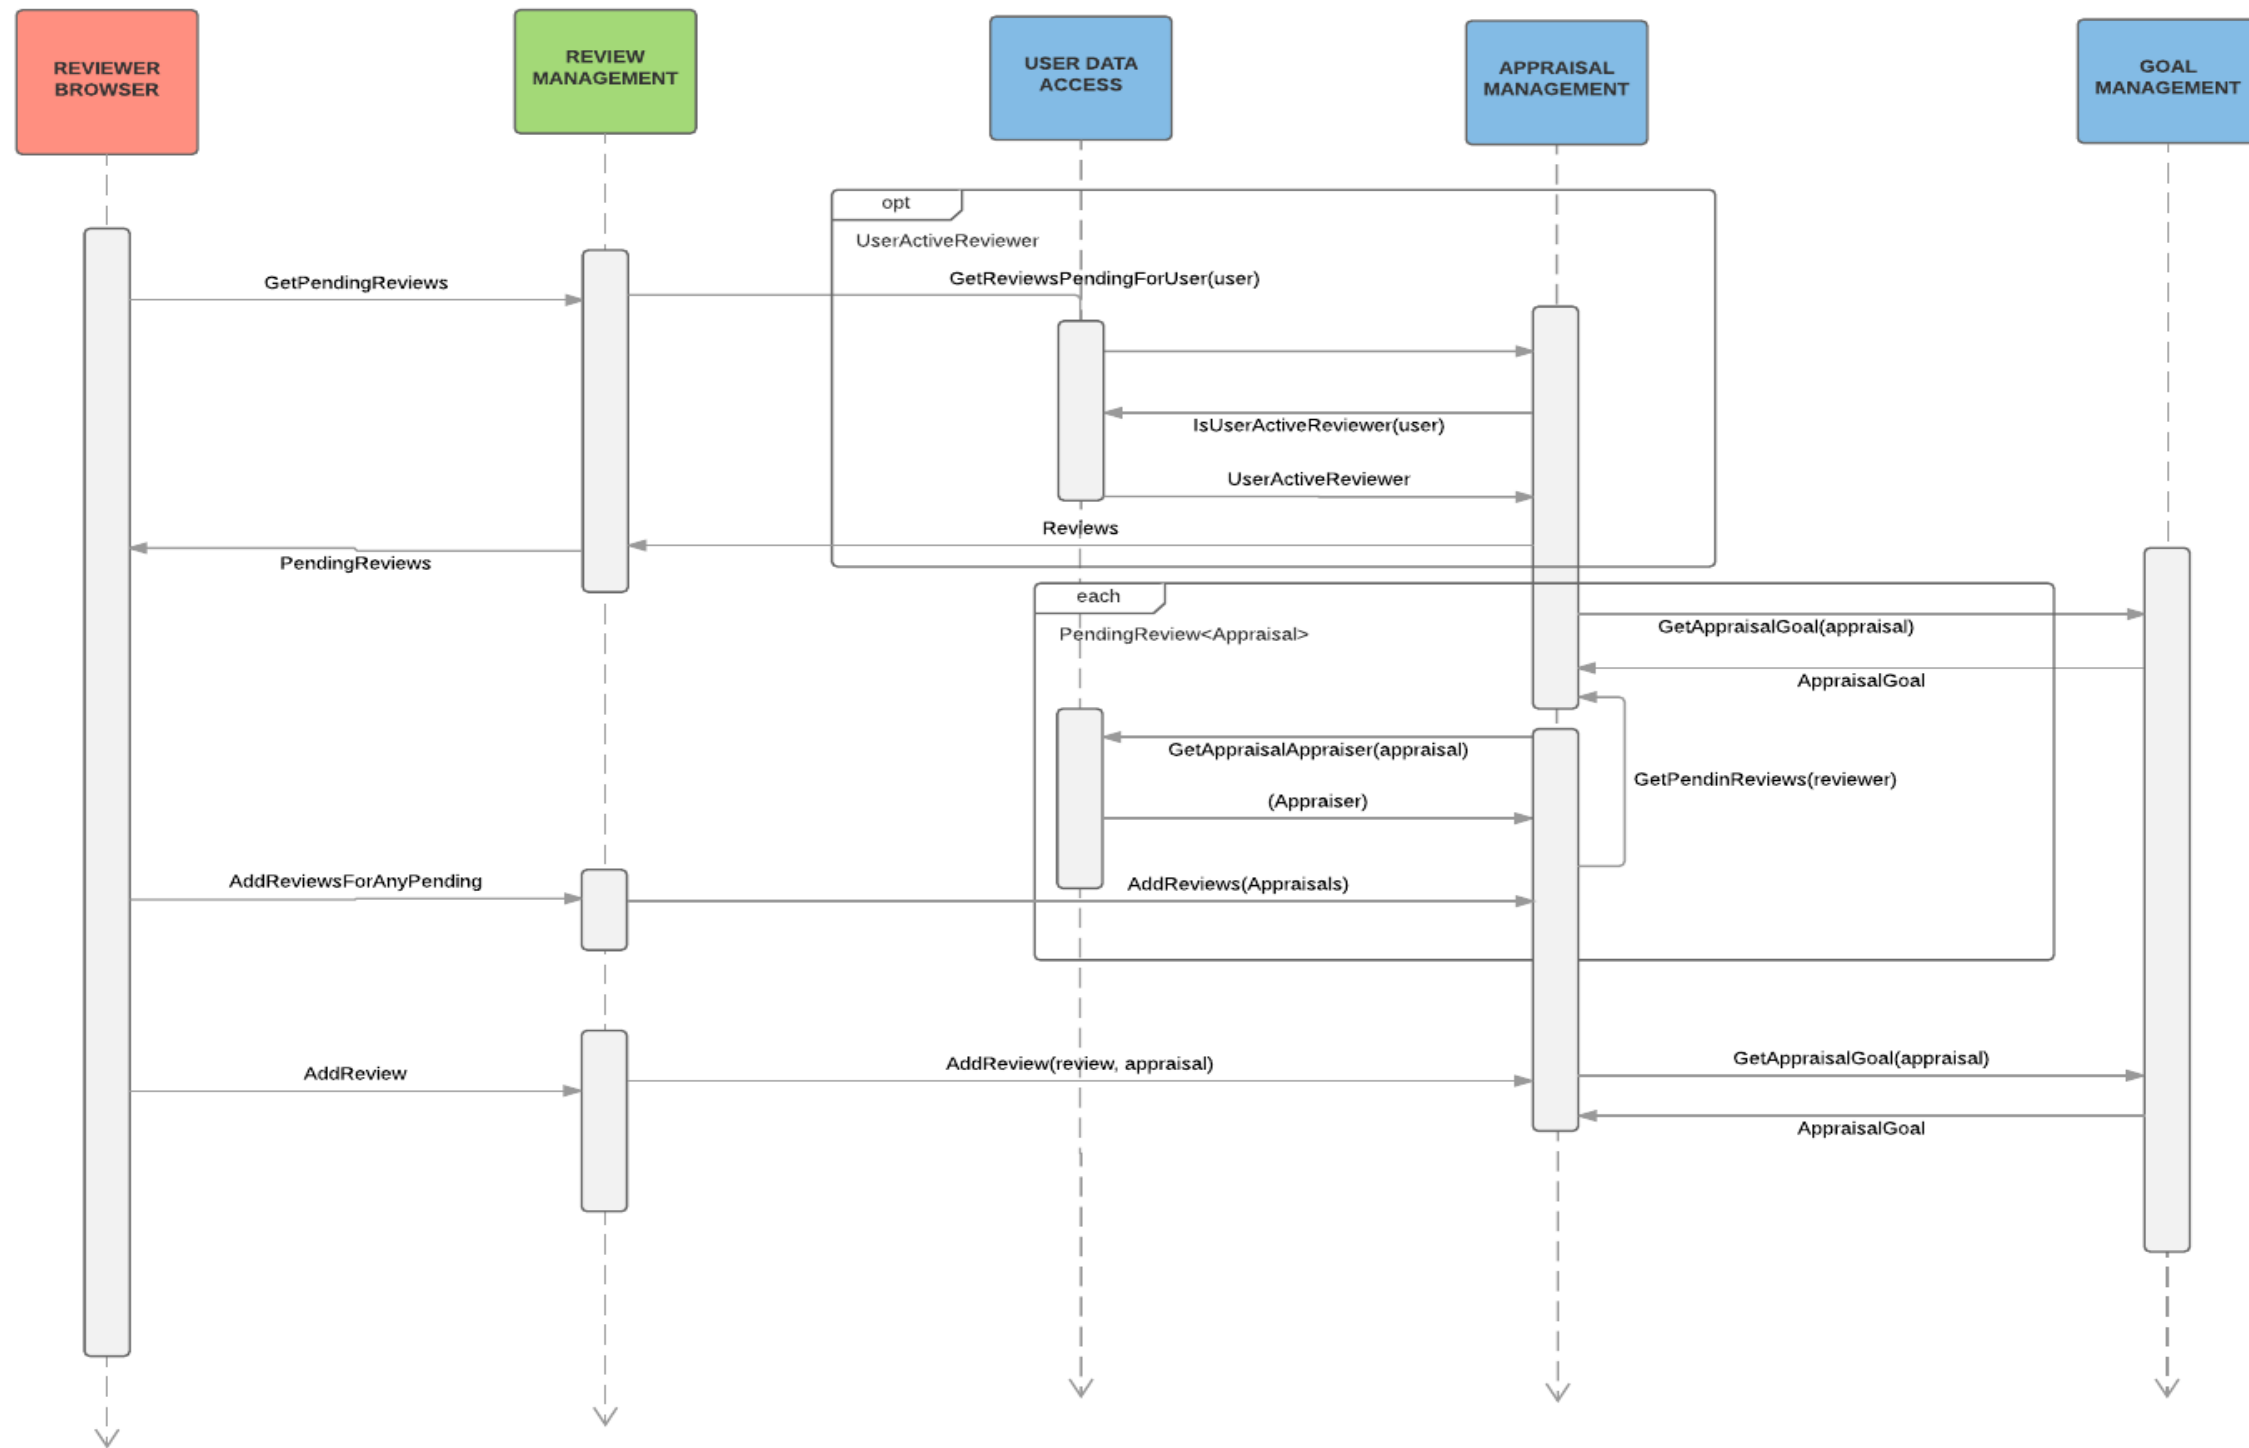 REVIEWER
BROWSER
REVIEW
MANAGEMENT
USER DATA
ACCESS
APPRAISAL
MANAGEMENT
GOAL
MANAGEMENT
opt
UserActiveReviewer
GetPendingReviews
GetReviewsPendingForUser(user)
IsUserActiveReviewer(user)
UserActiveReviewer
Reviews
PendingReviews
each
PendingReview<Appraisal>
GetAppraisalGoal(appraisal)
AppraisalGoal
GetAppraisalAppraiser(appraisal)
GetPendinReviews(reviewer)
(Appraiser)
AddReviewsForAnyPending
AddReviews(Appraisals)
AddReview
AddReview(review, appraisal)
GetAppraisalGoal(appraisal)
AppraisalGoal